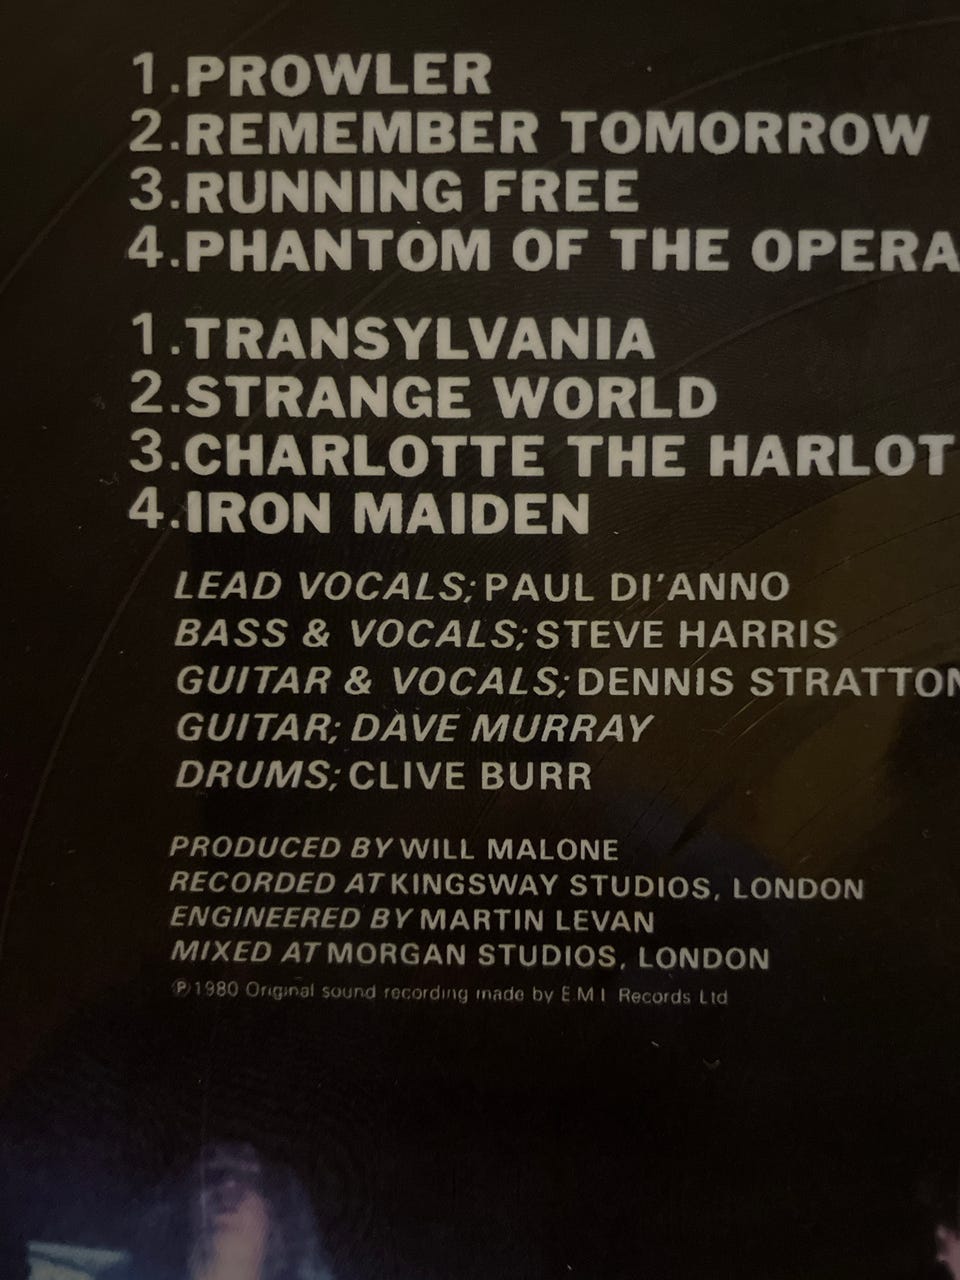 1.PROWLER
2.REMEMBER TOMORROW
3.RUNNING FREE
4.PHANTOM OF THE OPERA
1.TRANSYLVANIA
2.STRANGE WORLD
3.CHARLOTTE THE HARLOT
4.IRON MAIDEN
LEAD VOCALS; PAUL DI'ANNO
BASS & VOCALS; STEVE HARRIS
GUITAR & VOCALS; DENNIS STRATTON
GUITAR; DAVE MURRAY
DRUMS; CLIVE BURR
PRODUCED BY WILL MALONE
RECORDED AT KINGSWAY STUDIOS, LONDON
ENGINEERED BY MARTIN LEVAN
MIXED AT MORGAN STUDIOS, LONDON
℗1980 Original sound recording made by E.M.I. Records Ltd